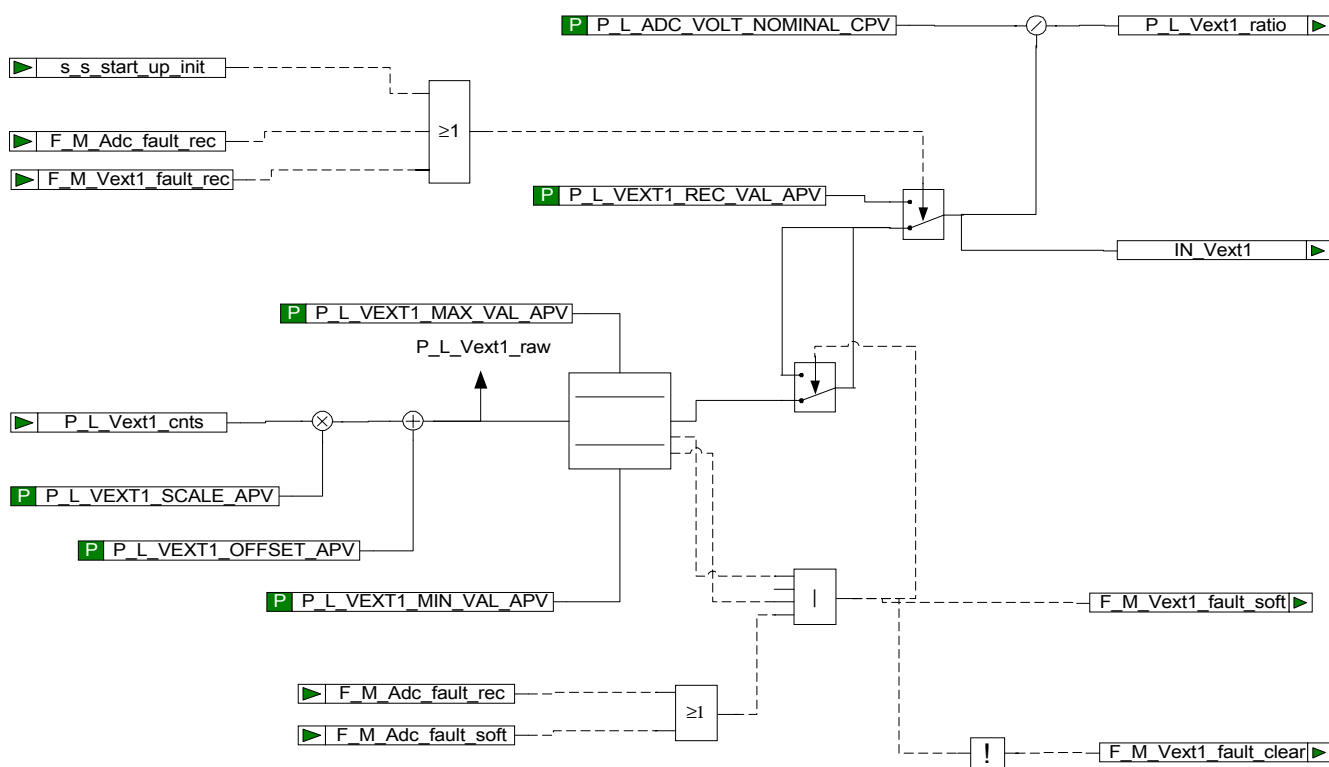 P P_L_ADC_VOLT_NOMINAL_CPV
P_L_Vext1_ratio
s_s_start_up_init
F_M_Adc_fault_rec
≥1
F_M_Vext1_fault_rec
P P_L_VEXT1_REC_VAL_APV
IN_Vext1
P P_L_VEXT1_MAX_VAL_APV
P_L_Vext1_raw
P_L_Vext1_cnts
P P_L_VEXT1_SCALE_APV
P P_L_VEXT1_OFFSET_APV
P P_L_VEXT1_MIN_VAL_APV
|
F_M_Vext1_fault_soft
F_M_Adc_fault_rec
≥1
F_M_Adc_fault_soft
!
F_M_Vext1_fault_clear